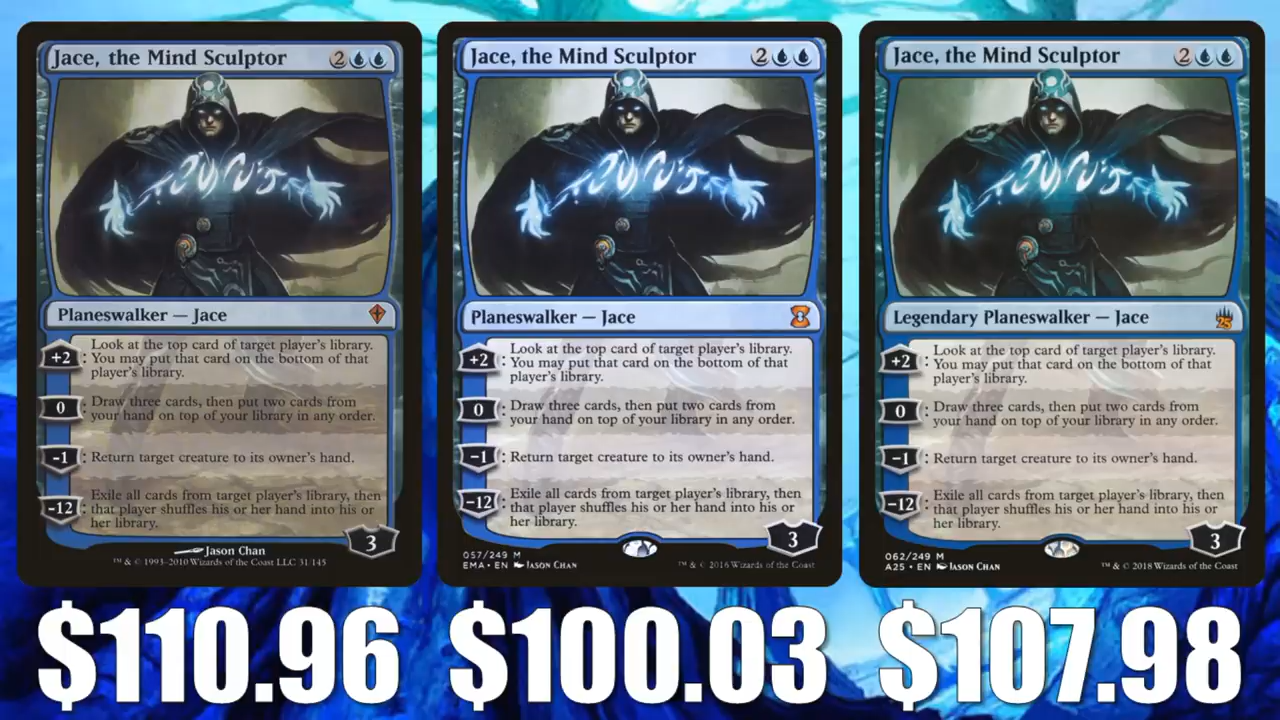 Jace, the Mind Sculptor 2
Planeswalker — Jace
+2 : Look at the top card of target player's library.
You may put that card on the bottom of that
player's library.
0 : Draw three cards, then put two cards from
your hand on top of your library in any order.
-1 : Return target creature to its owner's hand.
-12 : Exile all cards from target player's library, then
that player shuffles his or her hand into his or
her library.
3
Jason Chan
™ & © 1993–2010 Wizards of the Coast LLC 31/145
Jace, the Mind Sculptor 2
Planeswalker — Jace
+2 : Look at the top card of target player's library.
You may put that card on the bottom of that
player's library.
0 : Draw three cards, then put two cards from
your hand on top of your library in any order.
-1 : Return target creature to its owner's hand.
-12 : Exile all cards from target player's library, then
that player shuffles his or her hand into his or
her library.
3
057/249 M
EMA • EN Jason Chan ™ & © 2016 Wizards of the Coast
Jace, the Mind Sculptor 2
Legendary Planeswalker — Jace 25
+2 : Look at the top card of target player's library.
You may put that card on the bottom of that
player's library.
0 : Draw three cards, then put two cards from
your hand on top of your library in any order.
-1 : Return target creature to its owner's hand.
-12 : Exile all cards from target player's library, then
that player shuffles his or her hand into his or
her library.
3
062/249 M
A25 • EN Jason Chan ™ & © 2018 Wizards of the Coast
$110.96 $100.03 $107.98